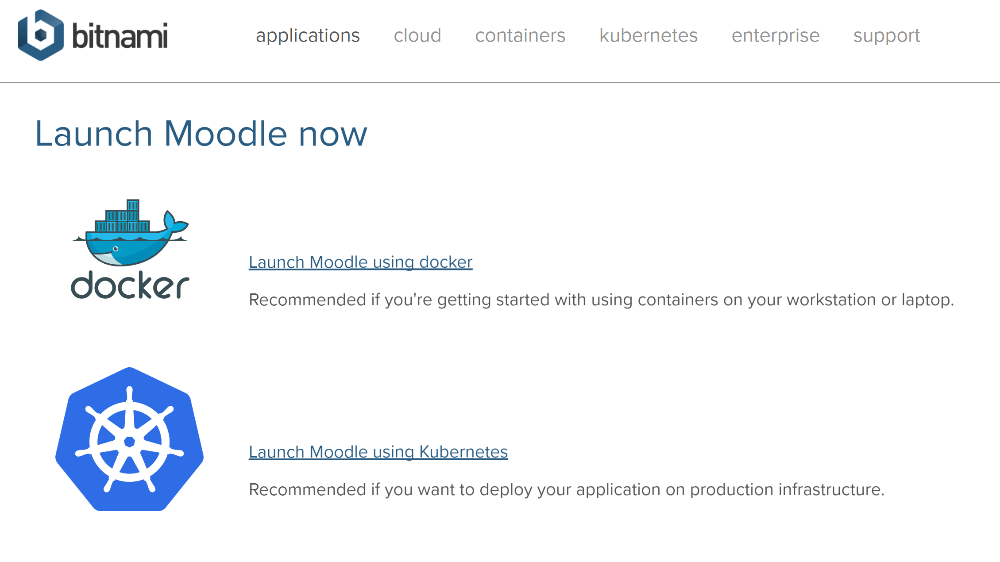 bitnami
applications cloud containers kubernetes enterprise support
Launch Moodle now
docker
Launch Moodle using docker
Recommended if you're getting started with using containers on your workstation or laptop.
Launch Moodle using Kubernetes
Recommended if you want to deploy your application on production infrastructure.